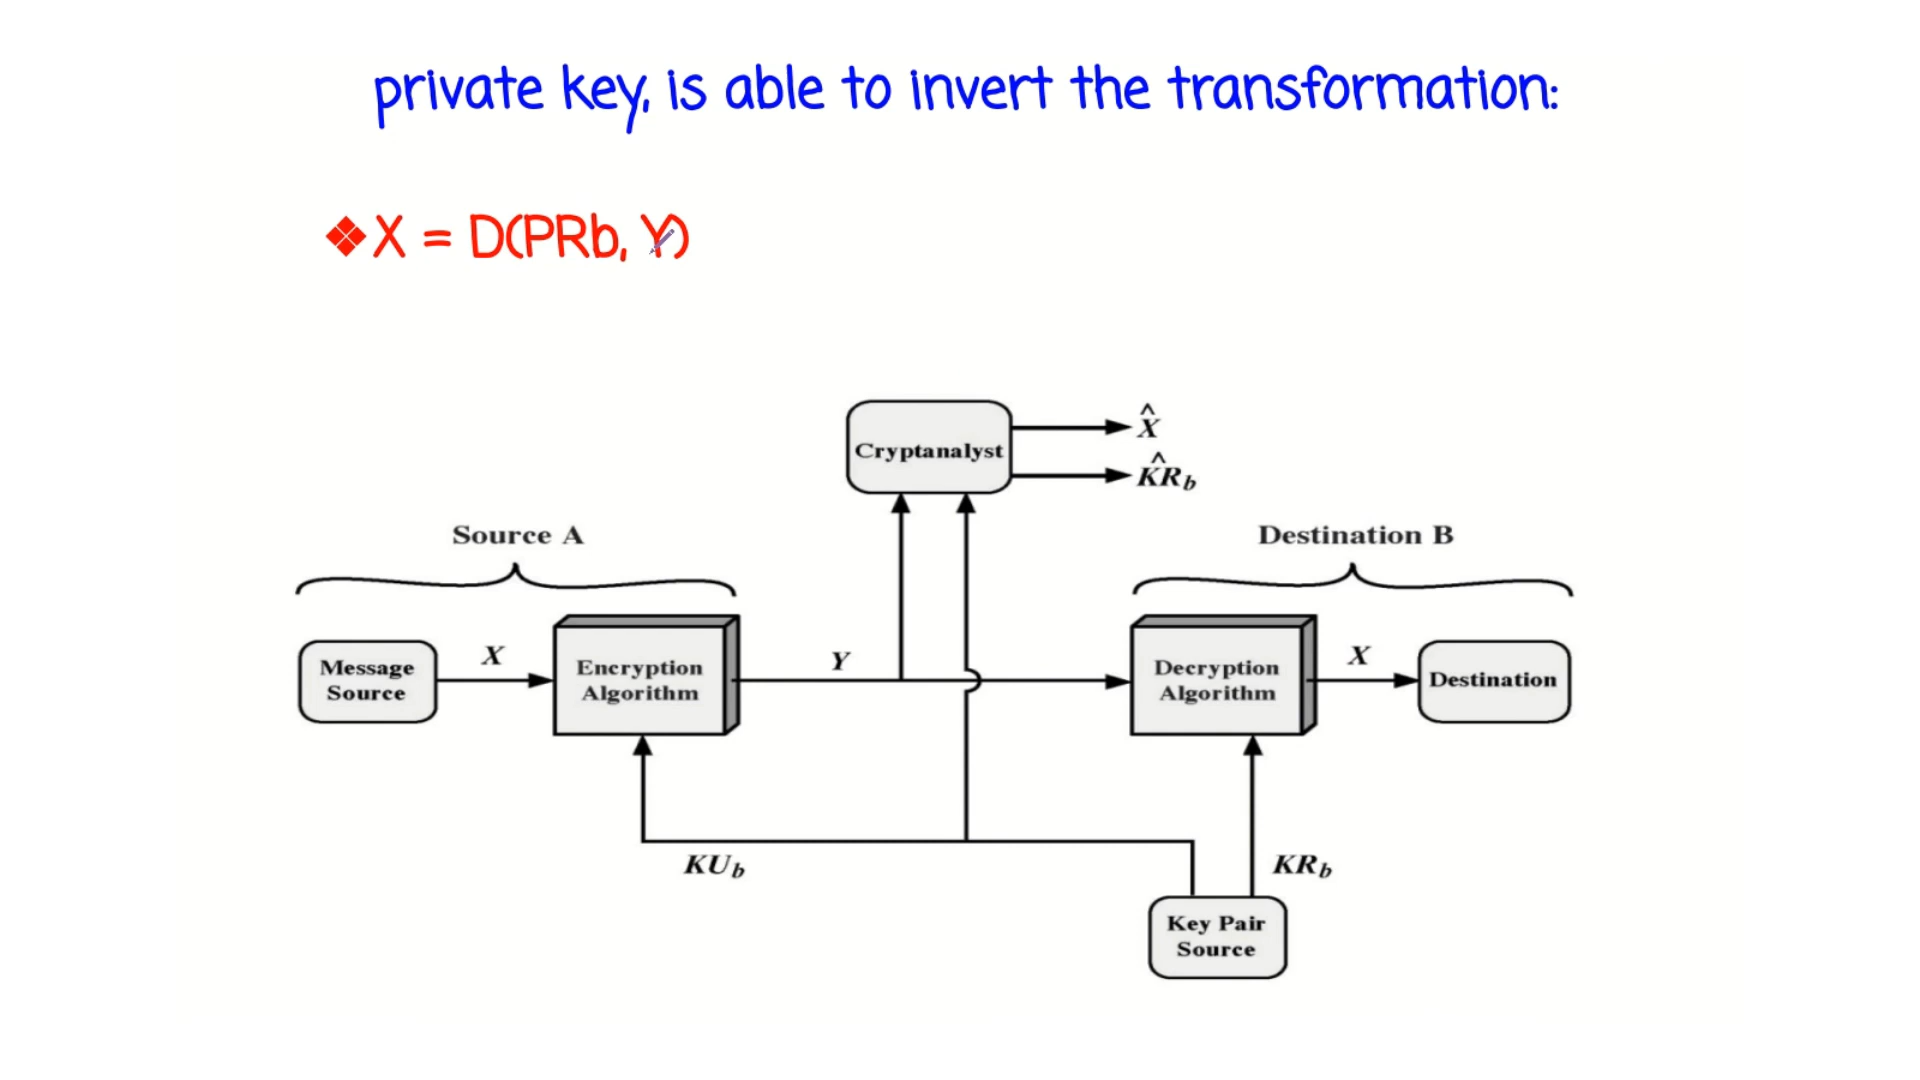 private key, is able to invert the transformation:
❖X = D(PRb, Y)
X̂
Cryptanalyst
K̂Rb
Source A
Destination B
Message Source
X
Encryption Algorithm
Y
Decryption Algorithm
X
Destination
KUb
KRb
Key Pair Source